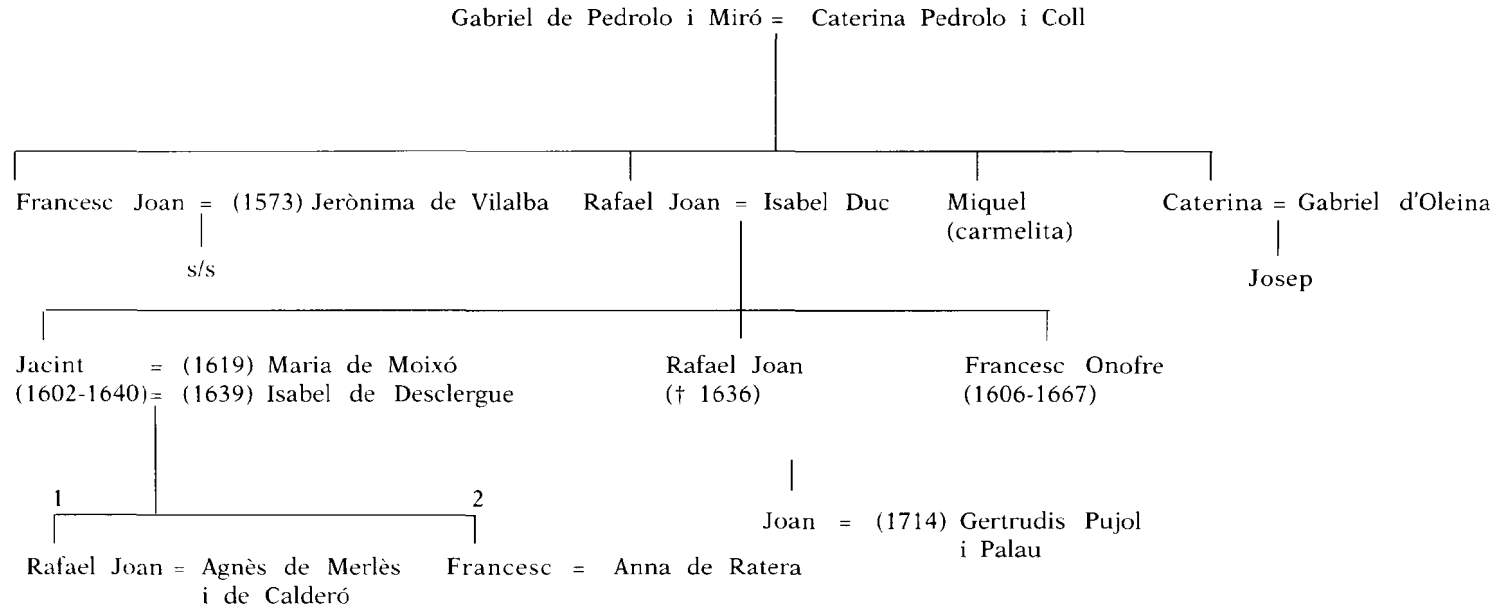 Gabriel de Pedrolo i Miró = Caterina Pedrolo i Coll
Francesc Joan = (1573) Jerònima de Vilalba Rafael Joan = Isabel Duc Miquel Caterina = Gabriel d'Oleina
(carmelita)
s/s
Josep
Jacint = (1619) Maria de Moixó Rafael Joan Francesc Onofre
(1602-1640)= (1639) Isabel de Desclergue († 1636) (1606-1667)
1 2
Joan = (1714) Gertrudis Pujol
i Palau
Rafael Joan = Agnès de Merlès Francesc = Anna de Ratera
i de Calderó